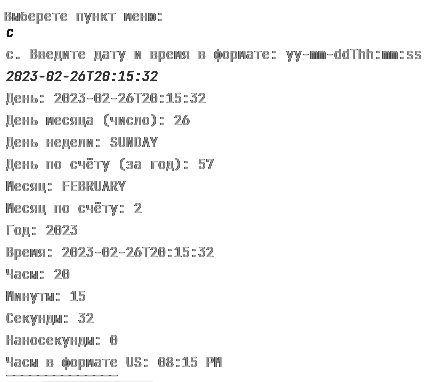 Выберете пункт меню:
c
c. Введите дату и время в формате: yy-mm-ddThh:mm:ss
2023-02-26T20:15:32
День: 2023-02-26T20:15:32
День месяца (число): 26
День недели: SUNDAY
День по счёту (за год): 57
Месяц: FEBRUARY
Месяц по счёту: 2
Год: 2023
Время: 2023-02-26T20:15:32
Часы: 20
Минуты: 15
Секунды: 32
Наносекунды: 0
Часы в формате US: 08:15 PM
--------------